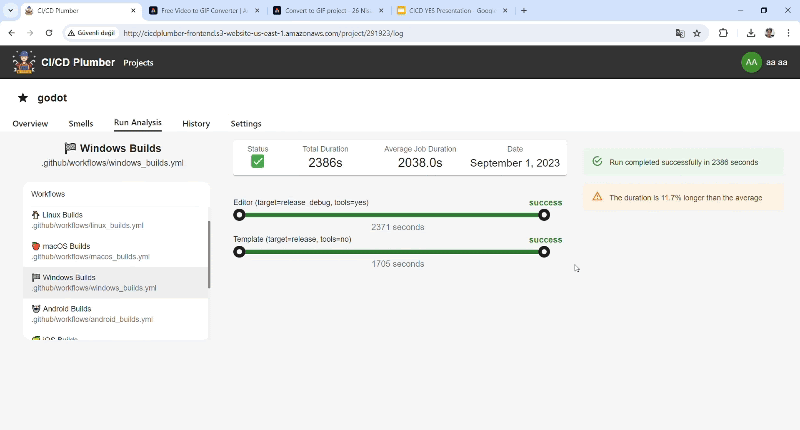 CI/CD Plumber
Free Video to GIF Converter | A
Convert to GIF project - 26 Nis
CICD YES Presentation - Google
Güvenli değil
http://cicdplumber-frontend.s3-website-us-east-1.amazonaws.com/project/291923/log
CI/CD Plumber
Projects
AA
aa aa
godot
Overview
Smells
Run Analysis
History
Settings
Windows Builds
.github/workflows/windows_builds.yml
Workflows
Linux Builds
.github/workflows/linux_builds.yml
macOS Builds
.github/workflows/macos_builds.yml
Windows Builds
.github/workflows/windows_builds.yml
Android Builds
.github/workflows/android_builds.yml
iOS Builds
Status
Total Duration
2386s
Average Job Duration
2038.0s
Date
September 1, 2023
Editor (target=release_debug, tools=yes)
success
2371 seconds
Template (target=release, tools=no)
success
1705 seconds
Run completed successfully in 2386 seconds
The duration is 11.7% longer than the average